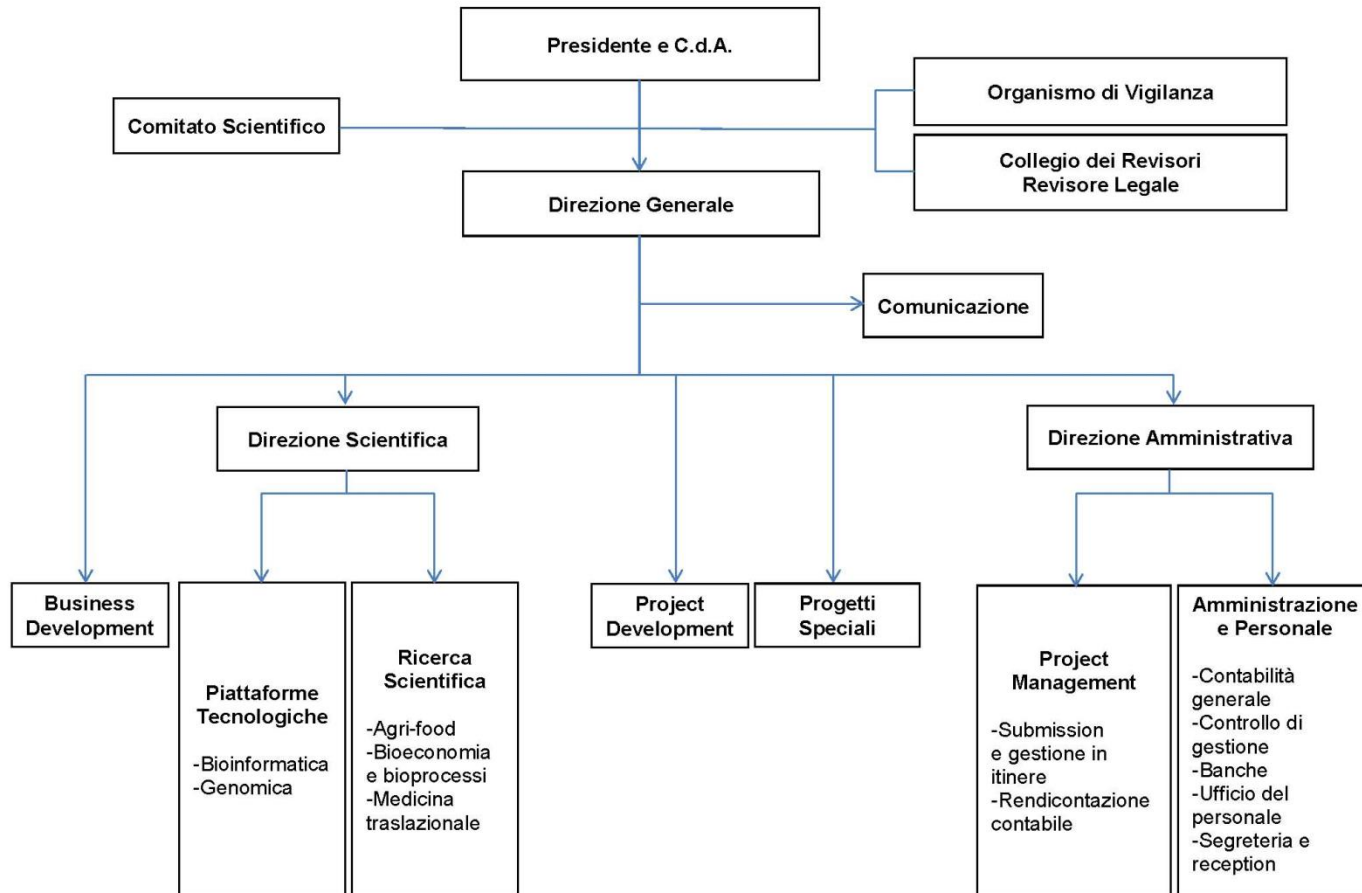 Presidente e C.d.A.
Organismo di Vigilanza
Comitato Scientifico
Collegio dei Revisori
Revisore Legale
Direzione Generale
Comunicazione
Direzione Scientifica
Direzione Amministrativa
Business
Development
Piattaforme
Tecnologiche
-Bioinformatica
-Genomica
Ricerca
Scientifica
-Agri-food
-Bioeconomia
e bioprocessi
-Medicina
traslazionale
Project
Development
Progetti
Speciali
Project
Management
-Submission
e gestione in
itinere
-Rendicontazione
contabile
Amministrazione
e Personale
-Contabilità
generale
-Controllo di
gestione
-Banche
-Ufficio del
personale
-Segreteria e
reception